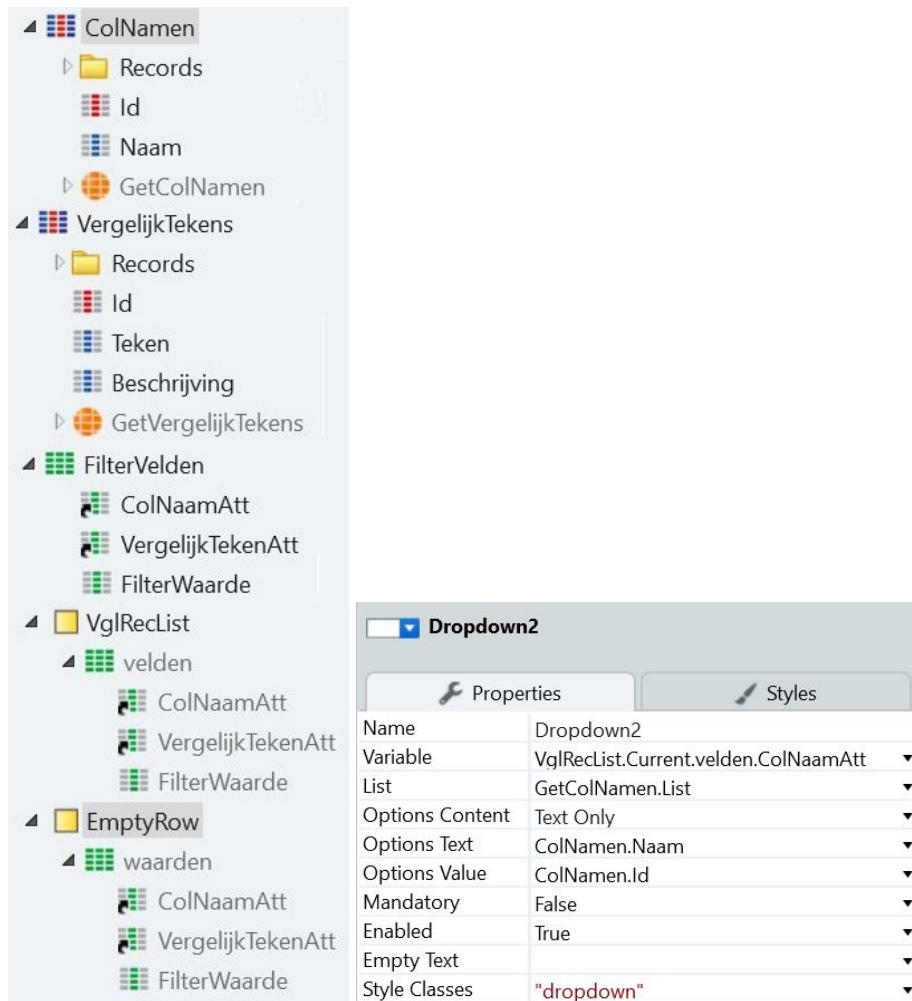 ColNamen
Records
Id
Naam
GetColNamen
VergelijkTekens
Records
Id
Teken
Beschrijving
GetVergelijkTekens
FilterVelden
ColNaamAtt
VergelijkTekenAtt
FilterWaarde
VglRecList
velden
ColNaamAtt
VergelijkTekenAtt
FilterWaarde
EmptyRow
waarden
ColNaamAtt
VergelijkTekenAtt
FilterWaarde
Dropdown2
Properties Styles
Name Dropdown2
Variable VglRecList.Current.velden.ColNaamAtt
List GetColNamen.List
Options Content Text Only
Options Text ColNamen.Naam
Options Value ColNamen.Id
Mandatory False
Enabled True
Empty Text
Style Classes "dropdown"